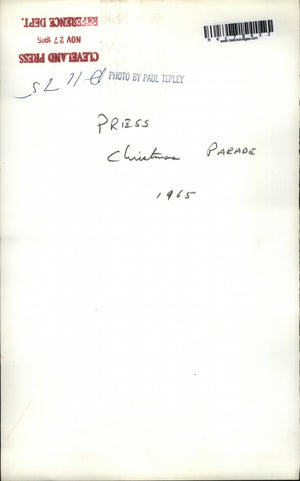 CLEVELAND PRESS
NOV 27 1965
REFERENCE DEPT.
PHOTO BY PAUL TEPLEY
PRESS
Christmas PARADE
1965